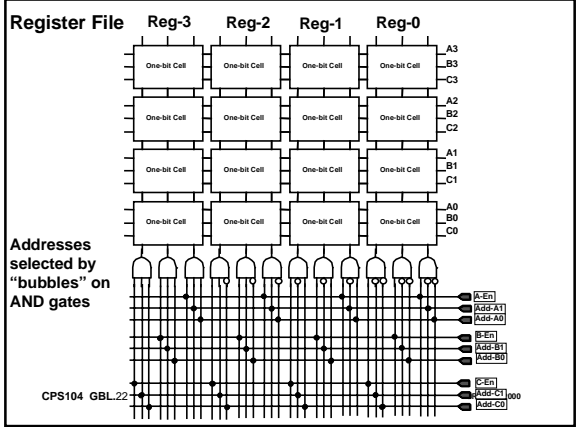 Register File Reg-3 Reg-2 Reg-1 Reg-0
A3
One-bit Cell One-bit Cell One-bit Cell One-bit Cell B3
C3
A2
One-bit Cell One-bit Cell One-bit Cell One-bit Cell B2
C2
A1
One-bit Cell One-bit Cell One-bit Cell One-bit Cell B1
C1
A0
One-bit Cell One-bit Cell One-bit Cell One-bit Cell B0
C0
Addresses
selected by
“bubbles” on
AND gates
A-En
Add-A1
Add-A0
B-En
Add-B1
Add-B0
C-En
CPS104 GBL.22 Add-C1 000
Add-C0